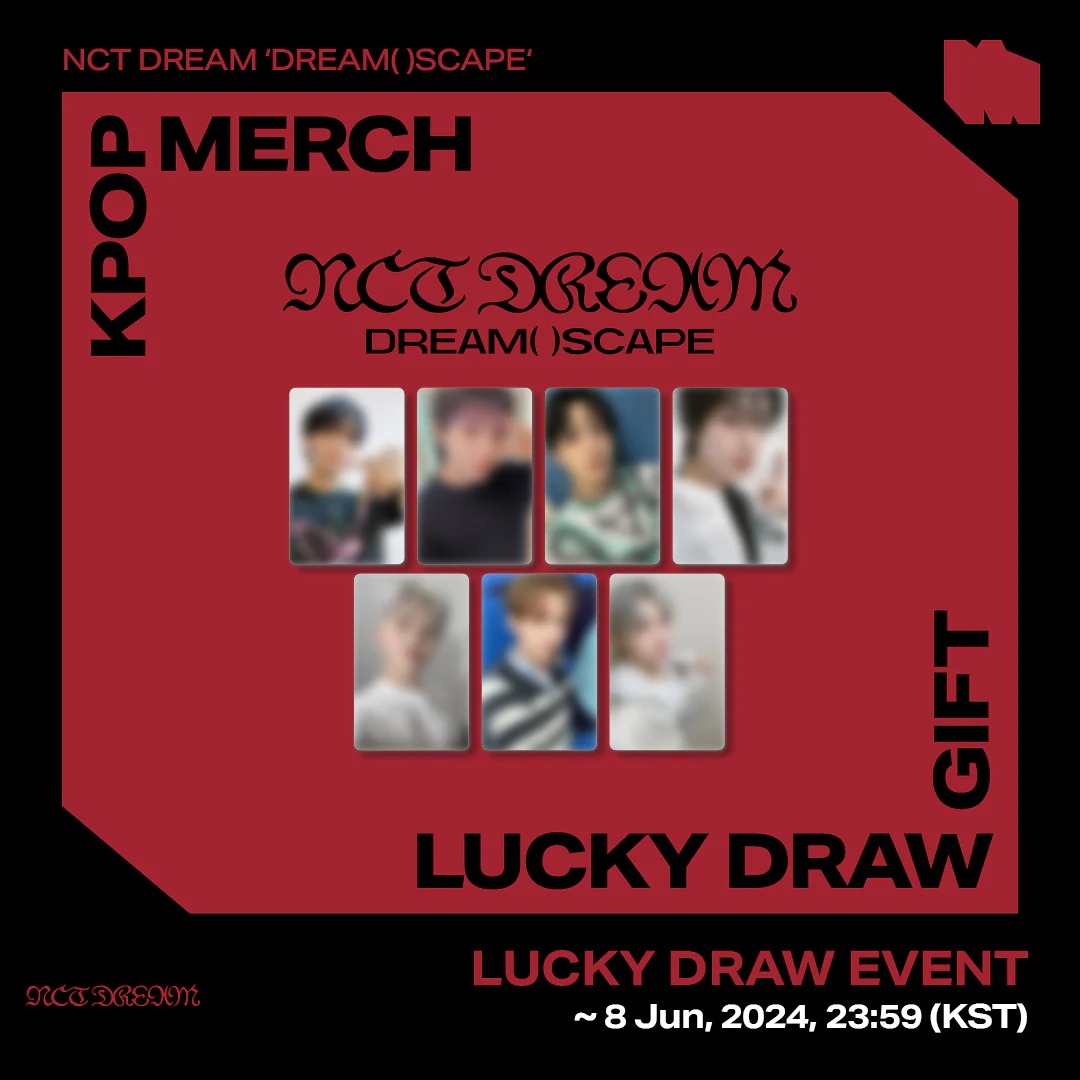 NCT DREAM ‘DREAM( )SCAPE‘
KPOP
MERCH
NCT DREAM
DREAM( )SCAPE
GIFT
LUCKY DRAW
LUCKY DRAW EVENT
~ 8 Jun, 2024, 23:59 (KST)
NCT DREAM